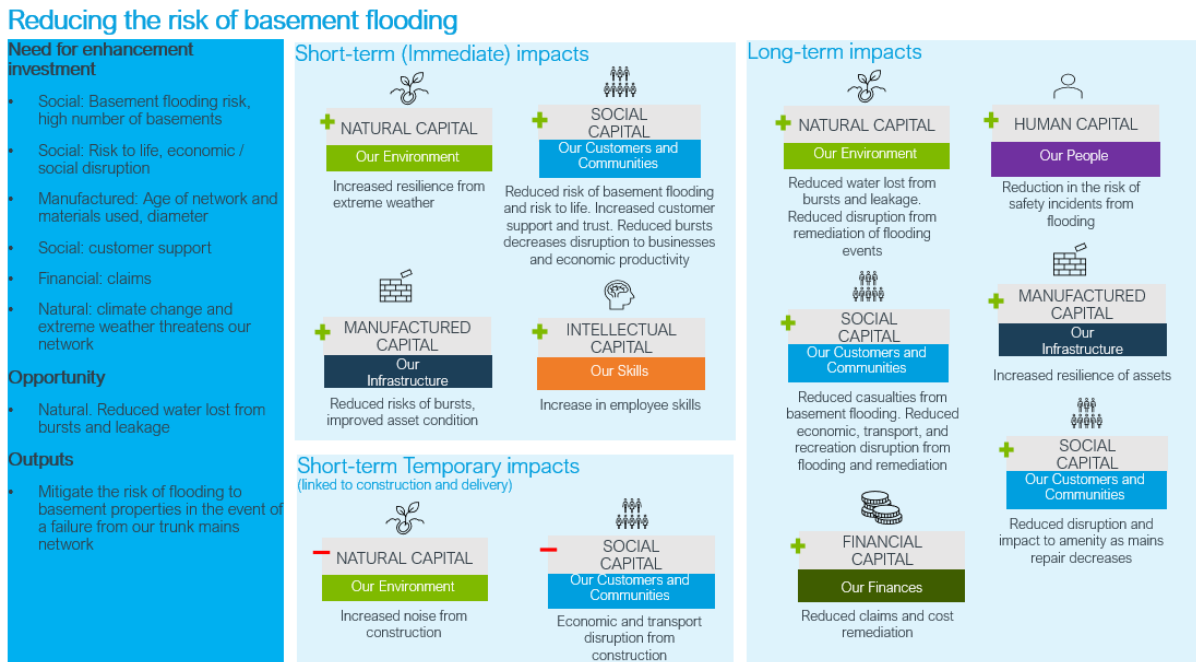 Reducing the risk of basement flooding
Need for enhancement
investment
• Social: Basement flooding risk,
high number of basements
• Social: Risk to life, economic /
social disruption
• Manufactured: Age of network and
materials used, diameter
• Social: customer support
• Financial: claims
• Natural: climate change and
extreme weather threatens our
network
Opportunity
• Natural. Reduced water lost from
bursts and leakage
Outputs
• Mitigate the risk of flooding to
basement properties in the event of
a failure from our trunk mains
network
Short-term (Immediate) impacts
+
NATURAL CAPITAL
Our Environment
Increased resilience from
extreme weather
+
SOCIAL
CAPITAL
Our Customers and
Communities
Reduced risk of basement flooding
and risk to life. Increased customer
support and trust. Reduced bursts
decreases disruption to businesses
and economic productivity
+
MANUFACTURED
CAPITAL
Our
Infrastructure
Reduced risks of bursts,
improved asset condition
+
INTELLECTUAL
CAPITAL
Our Skills
Increase in employee skills
Short-term Temporary impacts
(linked to construction and delivery)
−
NATURAL CAPITAL
Our Environment
Increased noise from
construction
−
SOCIAL
CAPITAL
Our Customers and
Communities
Economic and transport
disruption from
construction
Long-term impacts
+
NATURAL CAPITAL
Our Environment
Reduced water lost from
bursts and leakage.
Reduced disruption from
remediation of flooding
events
+
HUMAN CAPITAL
Our People
Reduction in the risk of
safety incidents from
flooding
+
SOCIAL
CAPITAL
Our Customers and
Communities
Reduced casualties from
basement flooding. Reduced
economic, transport, and
recreation disruption from
flooding and remediation
+
MANUFACTURED
CAPITAL
Our
Infrastructure
Increased resilience of assets
+
SOCIAL
CAPITAL
Our Customers and
Communities
Reduced disruption and
impact to amenity as mains
repair decreases
+
FINANCIAL
CAPITAL
Our Finances
Reduced claims and cost
remediation